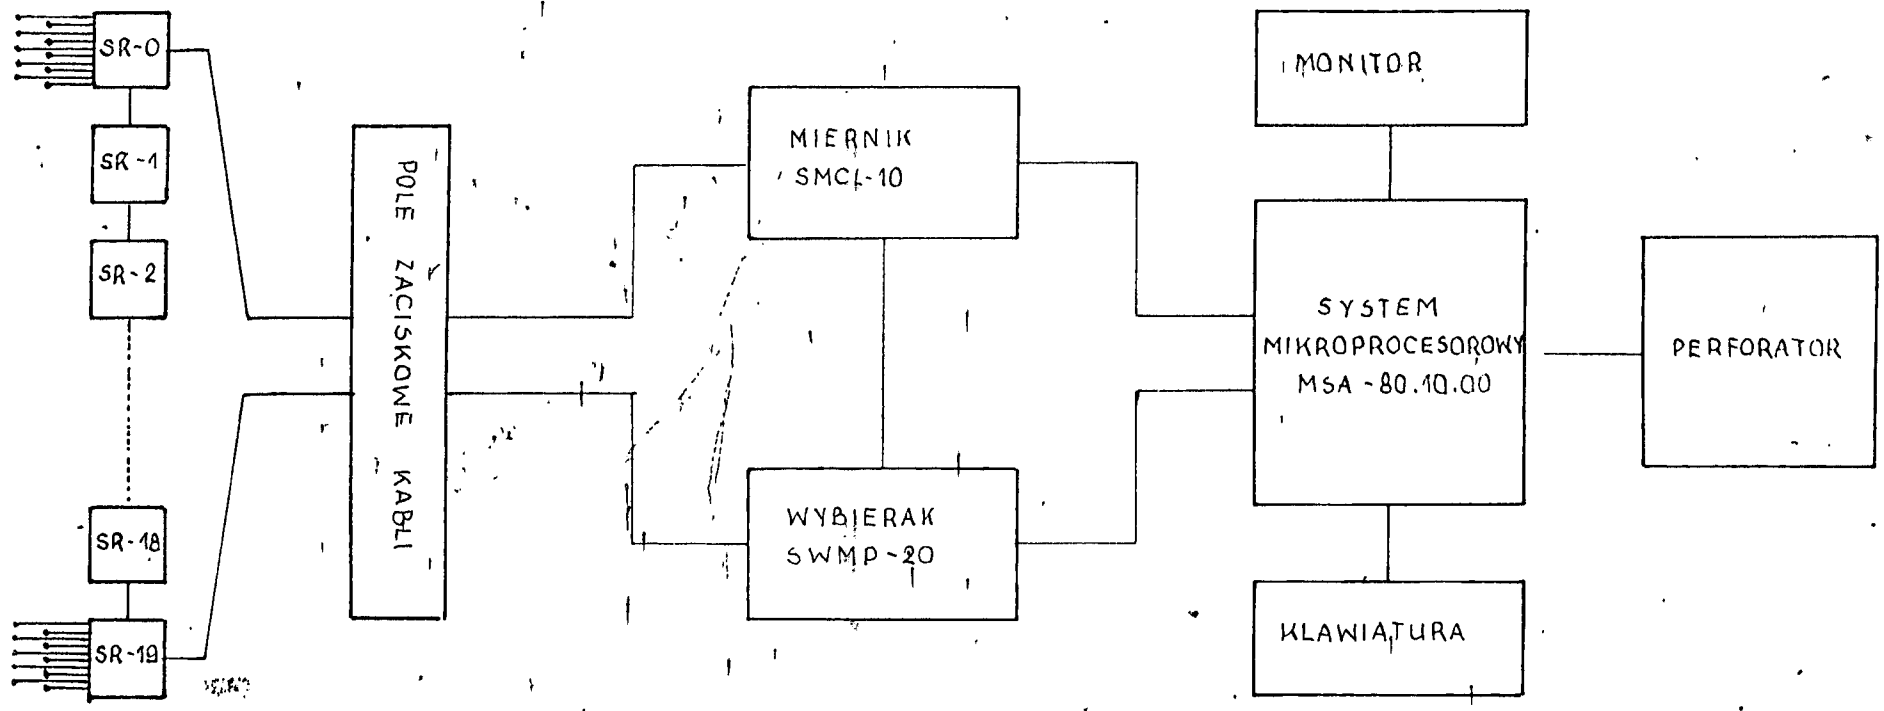 SR-0
SR-1
SR-2
SR-18
SR-19
POLE ZACISKOWE KABLI
MIERNIK
SMCL-10
WYBIERAK
SWMP-20
MONITOR
SYSTEM
MIKROPROCESOROWY
MSA-80.10.00
KLAWIATURA
PERFORATOR